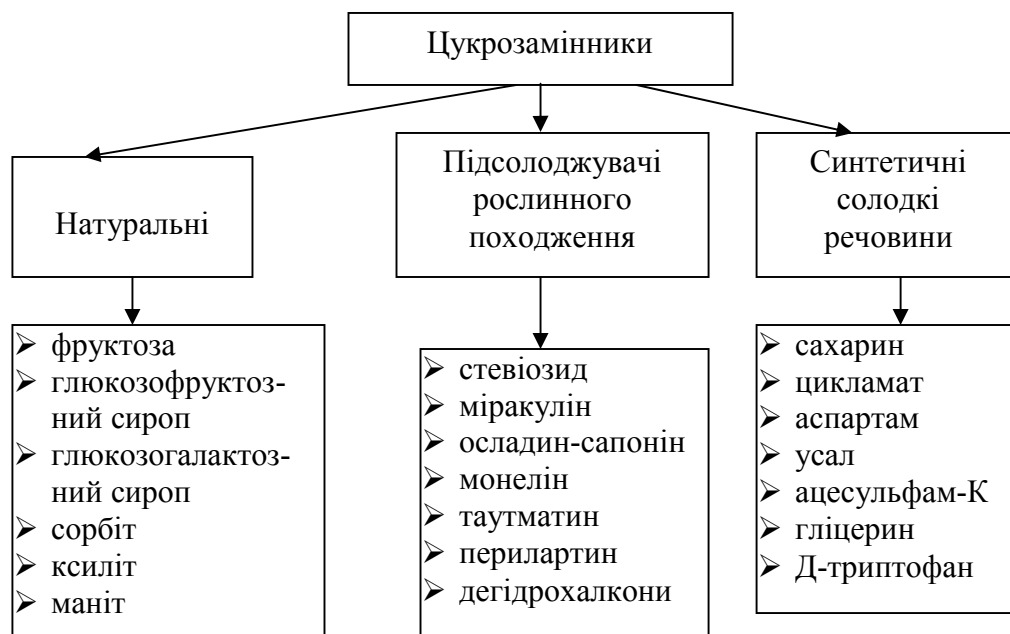 Цукрозамінники
Натуральні
Підсолоджувачі
рослинного
походження
Синтетичні
солодкі
речовини
➢ фруктоза
➢ глюкозофруктоз-
ний сироп
➢ глюкозогалактоз-
ний сироп
➢ сорбіт
➢ ксиліт
➢ маніт
➢ стевіозид
➢ міракулін
➢ осладин-сапонін
➢ монелін
➢ таутматин
➢ перилартин
➢ дегідрохалкони
➢ сахарин
➢ цикламат
➢ аспартам
➢ усал
➢ ацесульфам-К
➢ гліцерин
➢ Д-триптофан